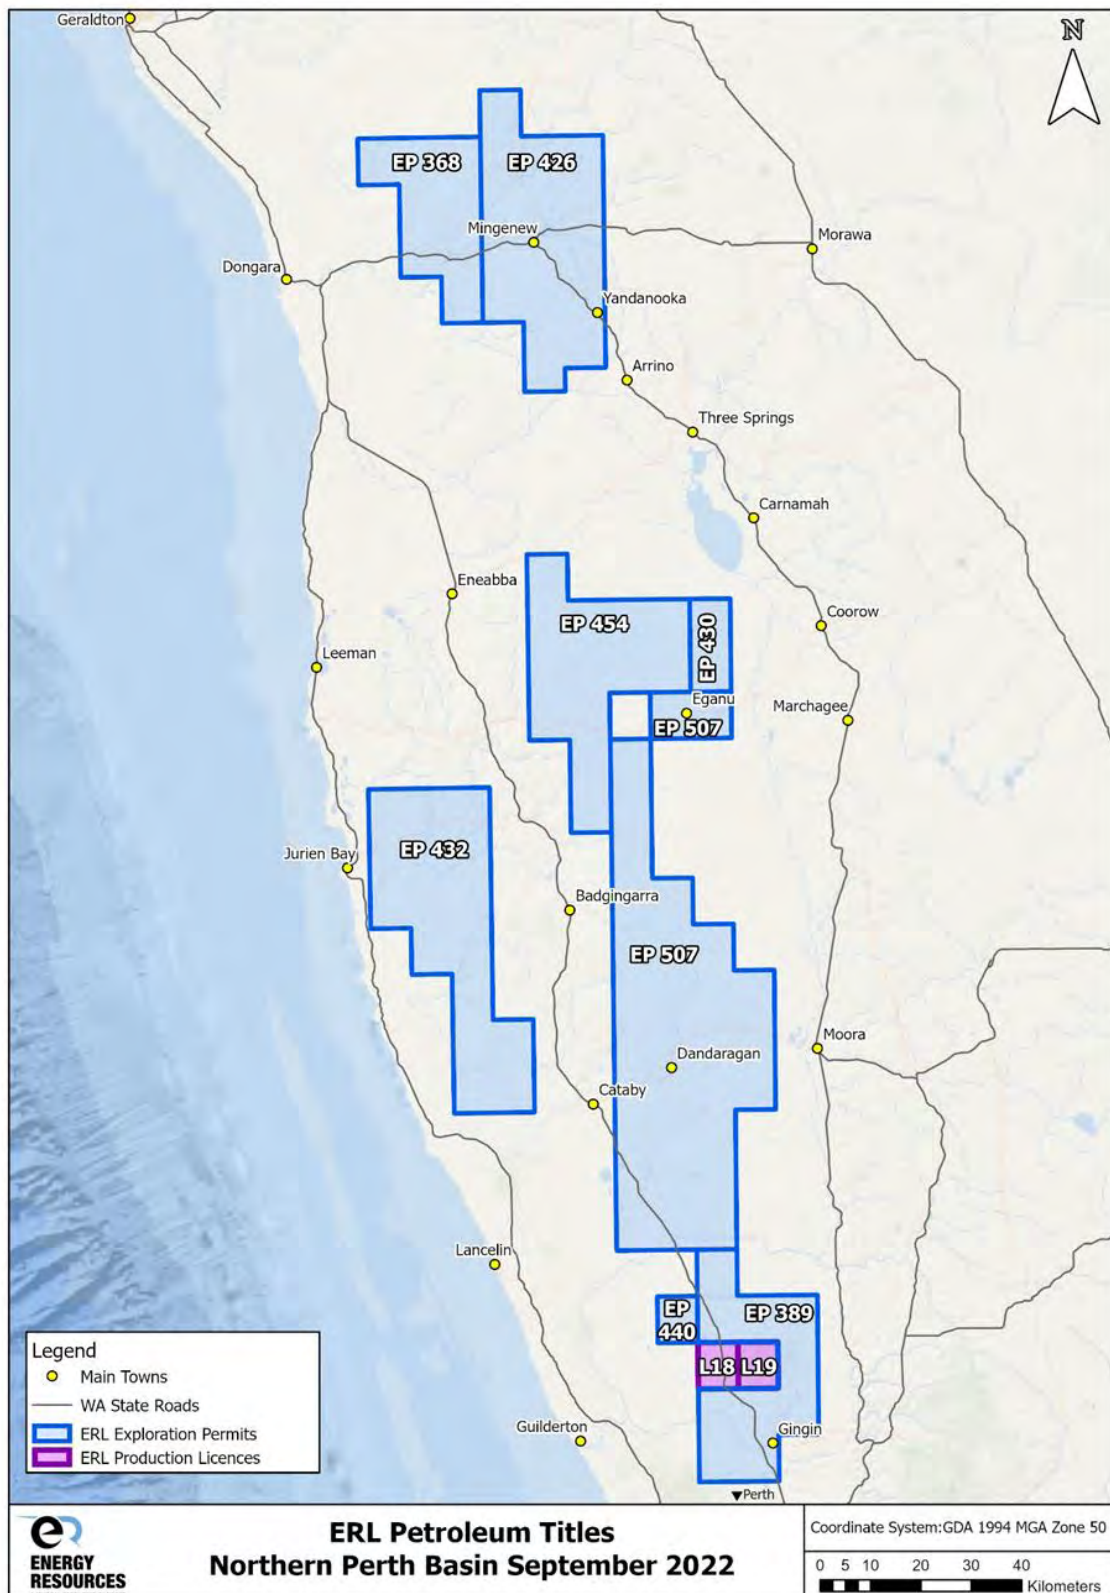 Geraldton
N
EP 368
EP 426
Mingenew
Morawa
Dongara
Yandanooka
Arrino
Three Springs
Carnamah
Eneabba
Coorow
EP 454
EP 430
Leeman
Eganu
Marchagee
EP 507
EP 432
Jurien Bay
Badgingarra
EP 507
Moora
Dandaragan
Cataby
Lancelin
EP
440
EP 389
L18
L19
Guilderton
Gingin
Perth
Legend
Main Towns
WA State Roads
ERL Exploration Permits
ERL Production Licences
ENERGY
RESOURCES
ERL Petroleum Titles
Northern Perth Basin September 2022
Coordinate System:GDA 1994 MGA Zone 50
0 5 10 20 30 40
Kilometers